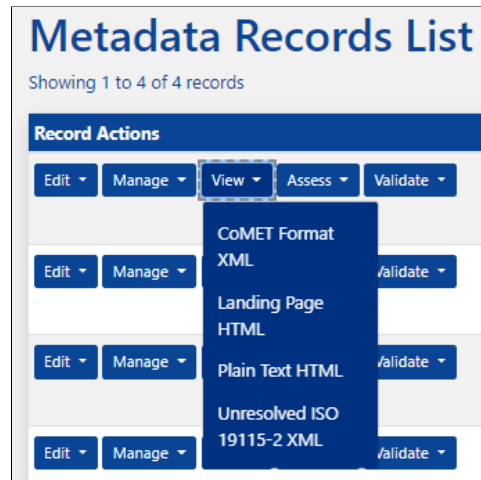 Metadata Records List
Showing 1 to 4 of 4 records
Record Actions
Edit Manage View Assess Validate
CoMET Format
XML
Edit Manage Validate
Landing Page
HTML
Edit Manage Validate
Plain Text HTML
Unresolved ISO
19115-2 XML
Edit Manage Validate